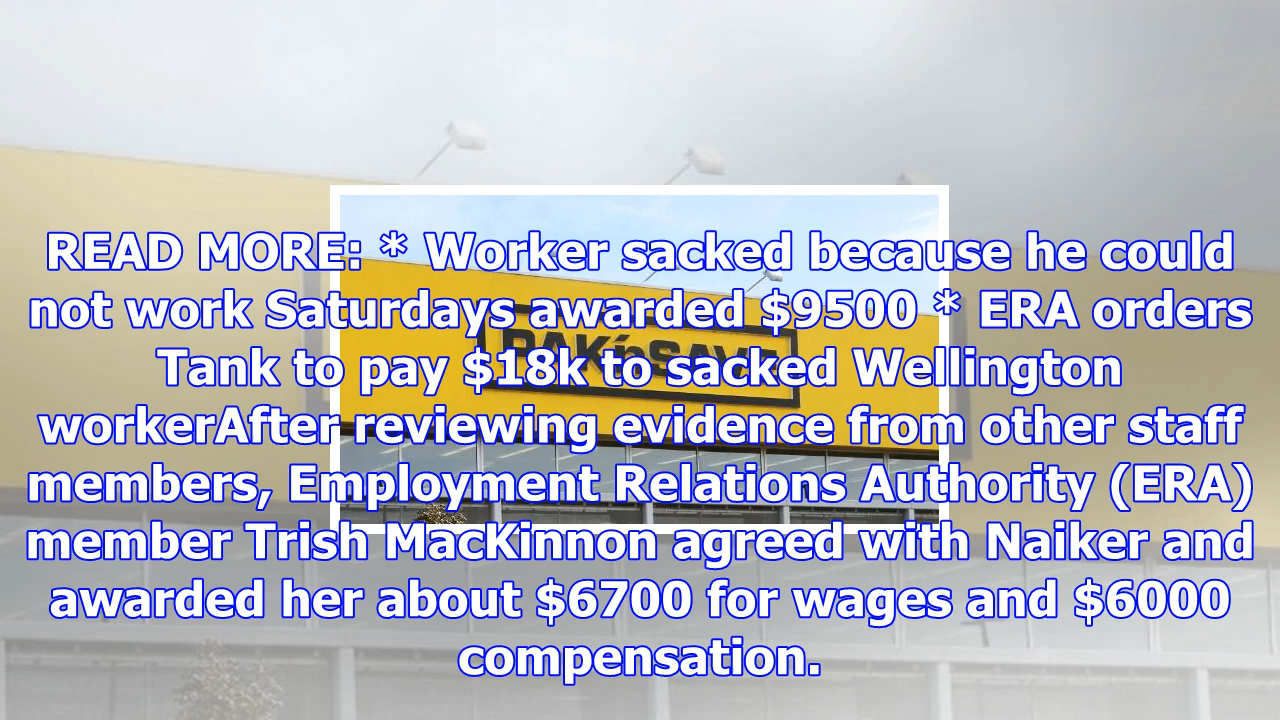 READ MORE: * Worker sacked because he could
not work Saturdays awarded $9500 * ERA orders
Tank to pay $18k to sacked Wellington
workerAfter reviewing evidence from other staff
members, Employment Relations Authority (ERA)
member Trish MacKinnon agreed with Naiker and
awarded her about $6700 for wages and $6000
compensation.
PAK'nSAVE